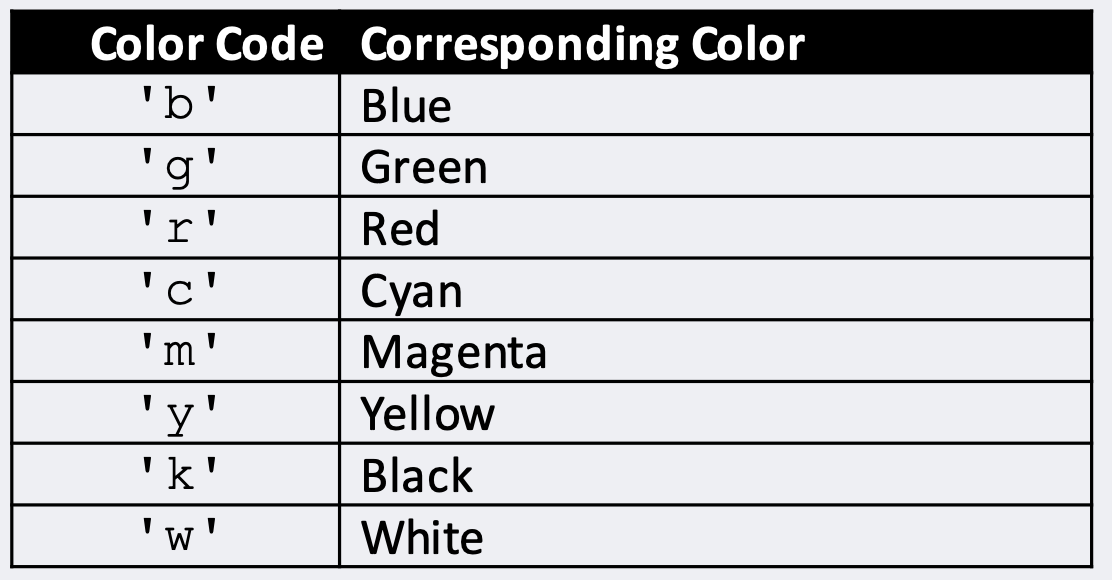 Color Code Corresponding Color
'b' Blue
'g' Green
'r' Red
'c' Cyan
'm' Magenta
'y' Yellow
'k' Black
'w' White